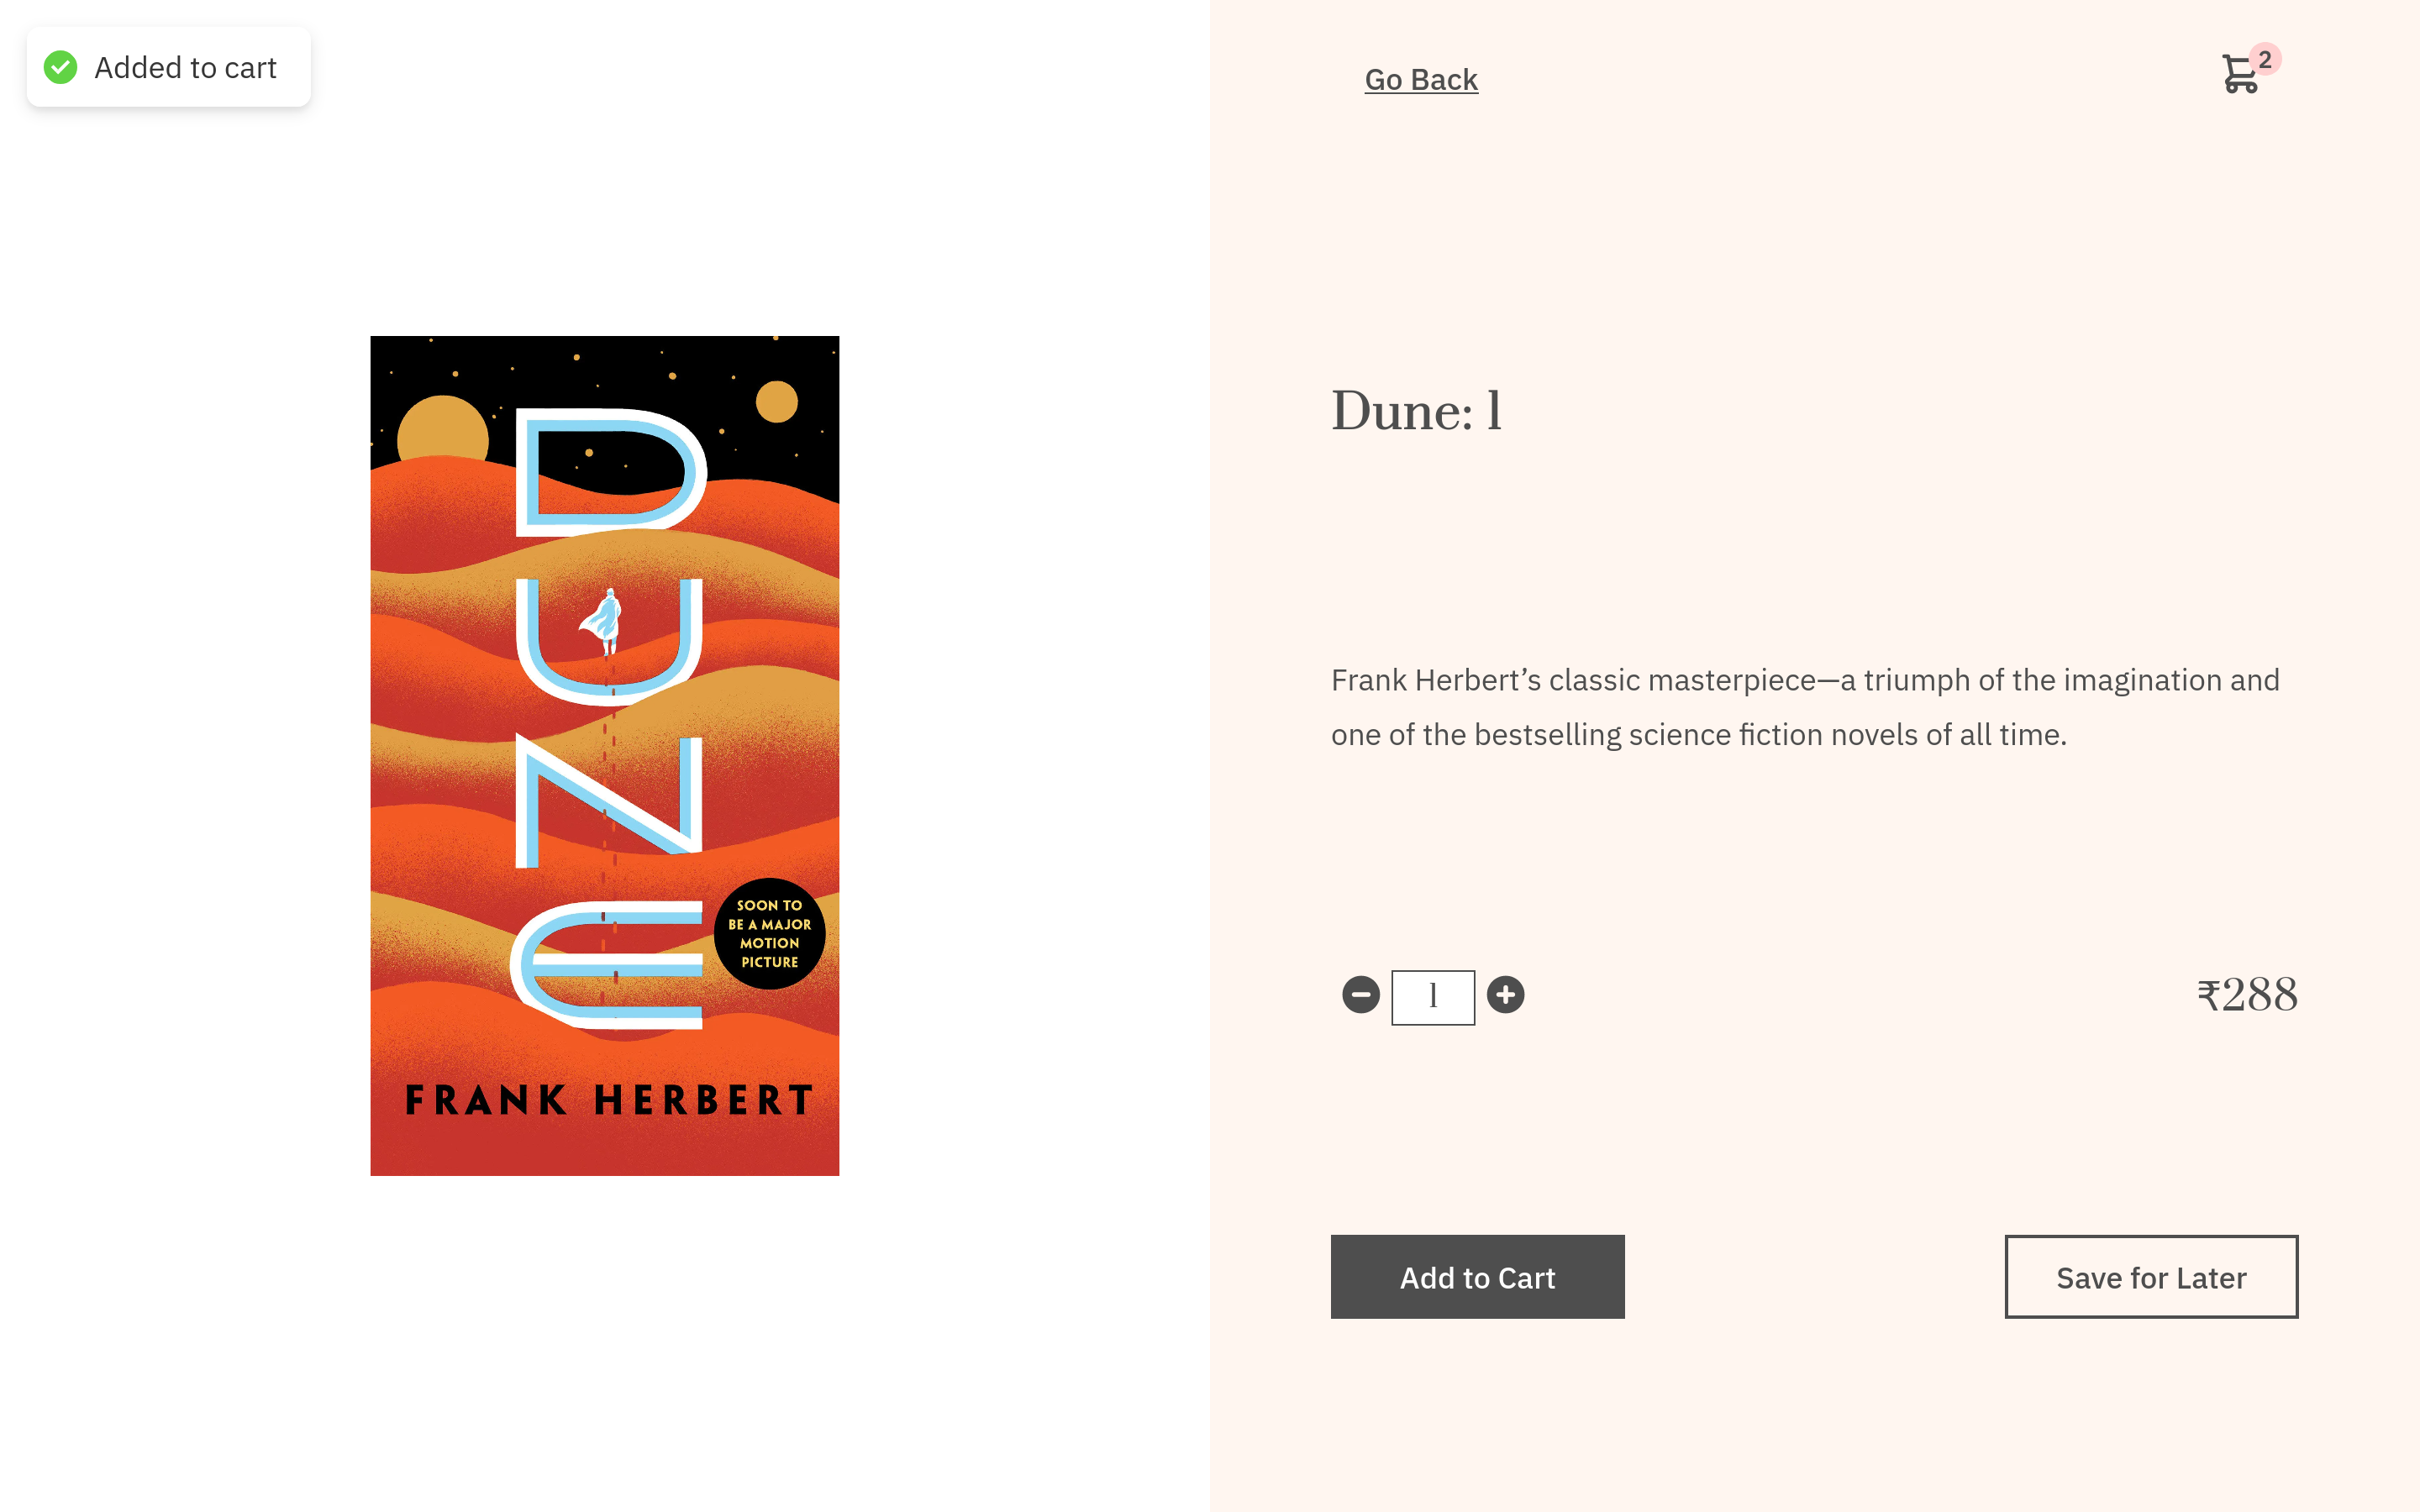 Added to cart
Go Back
2
DUNE
SOON TO
BE A MAJOR
MOTION
PICTURE
FRANK HERBERT
Dune: 1
Frank Herbert’s classic masterpiece—a triumph of the imagination and
one of the bestselling science fiction novels of all time.
1
₹288
Add to Cart
Save for Later